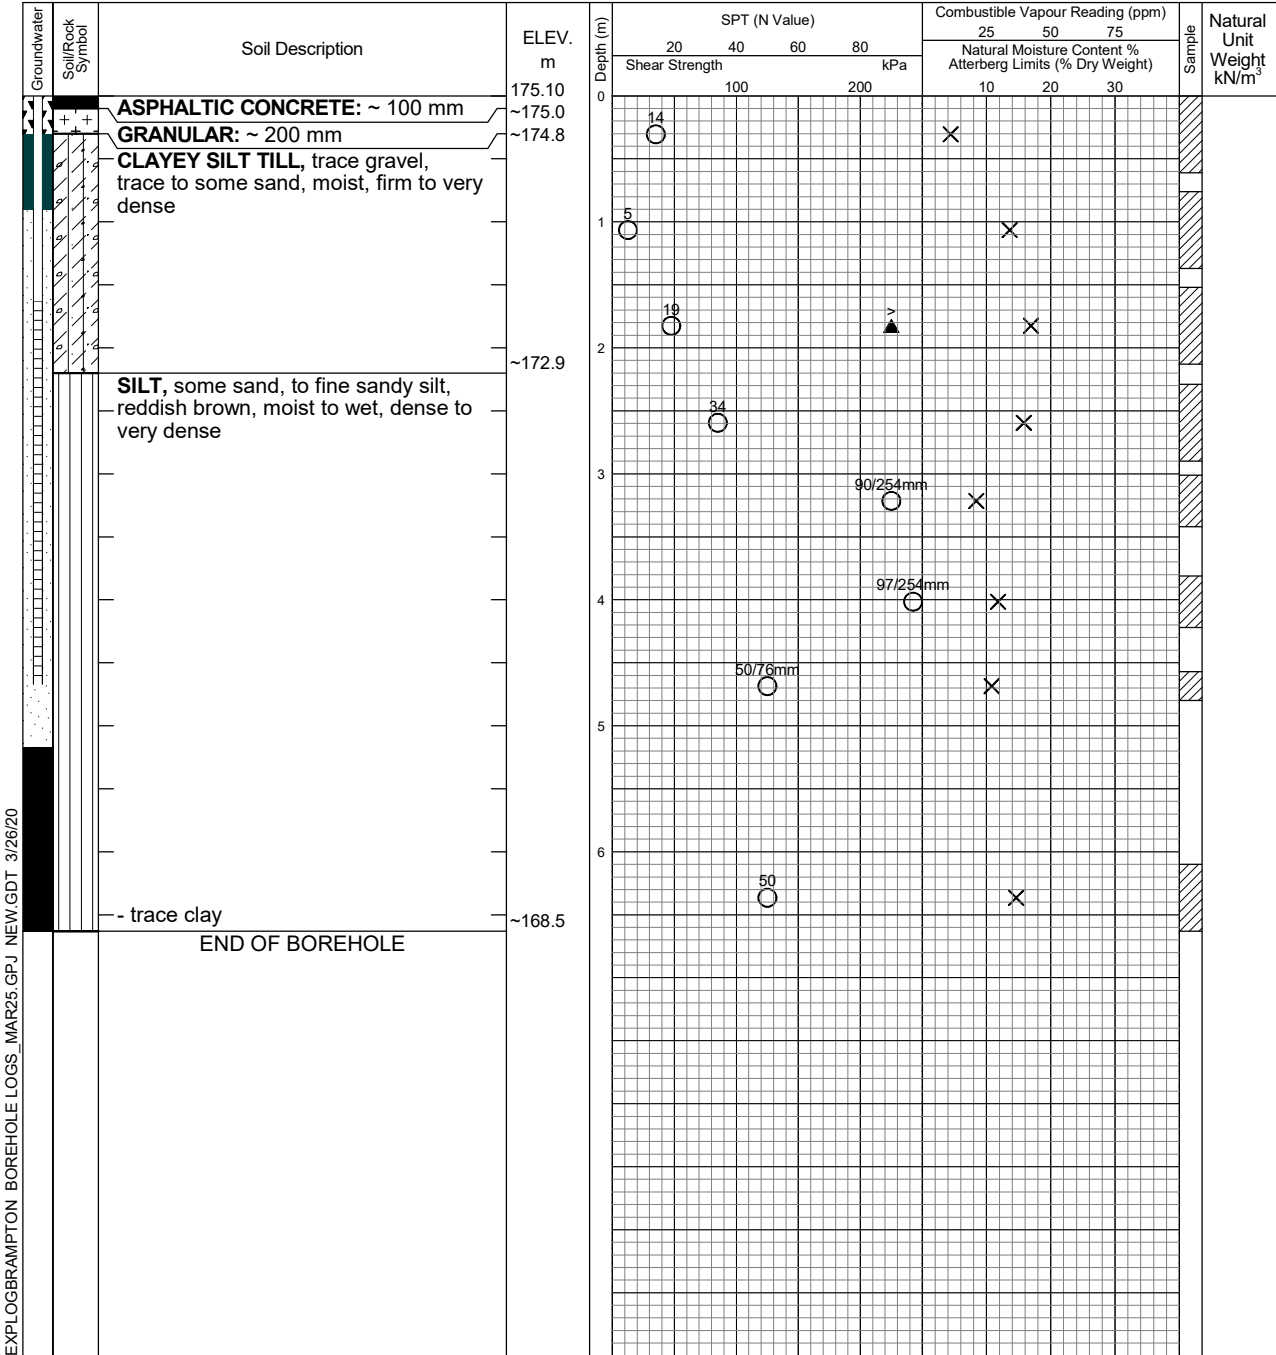 Groundwater
Soil/Rock
Symbol
Soil Description
ELEV.
m
175.10
Depth (m)
SPT (N Value)
20 40 60 80
Shear Strength kPa
100 200
Combustible Vapour Reading (ppm)
25 50 75
Natural Moisture Content %
Atterberg Limits (% Dry Weight)
10 20 30
Sample
Natural
Unit
Weight
kN/m³
0
ASPHALTIC CONCRETE: ~ 100 mm
~175.0
GRANULAR: ~ 200 mm
~174.8
14
CLAYEY SILT TILL, trace gravel,
trace to some sand, moist, firm to very
dense
1
5
19
>
2
~172.9
SILT, some sand, to fine sandy silt,
reddish brown, moist to wet, dense to
very dense
34
3
90/254mm
97/254mm
4
50/76mm
5
6
50
- trace clay
~168.5
END OF BOREHOLE
EXPLOGBRAMPTON BOREHOLE LOGS_MAR25.GPJ NEW.GDT 3/26/20